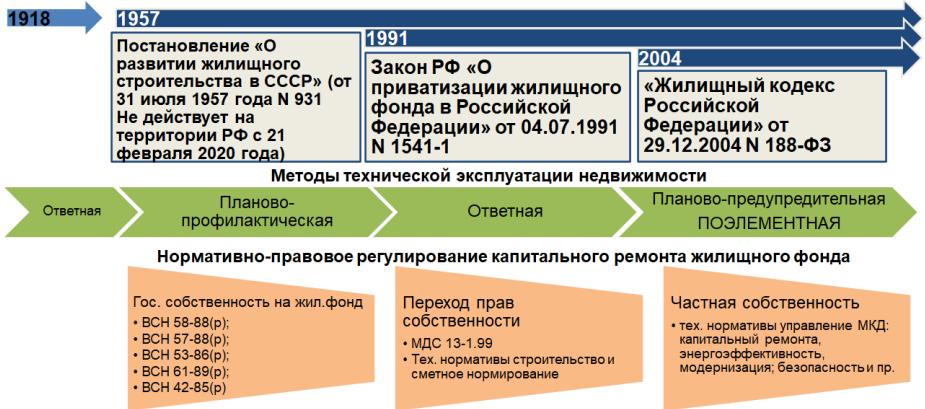 1918
1957
Постановление «О
развитии жилищного
строительства в СССР» (от
31 июля 1957 года N 931
Не действует на
территории РФ с 21
февраля 2020 года)
1991
Закон РФ «О
приватизации жилищного
фонда в Российской
Федерации» от 04.07.1991
N 1541-1
2004
«Жилищный кодекс
Российской
Федерации» от
29.12.2004 N 188-ФЗ
Методы технической эксплуатации недвижимости
Ответная
Планово-
профилактическая
Ответная
Планово-предупредительная
ПОЭЛЕМЕНТНАЯ
Нормативно-правовое регулирование капитального ремонта жилищного фонда
Гос. собственность на жил.фонд
• ВСН 58-88(р);
• ВСН 57-88(р);
• ВСН 53-86(р);
• ВСН 61-89(р);
• ВСН 42-85(р)
Переход прав
собственности
• МДС 13-1.99
• Тех. нормативы строительство и
сметное нормирование
Частная собственность
• тех. нормативы управление МКД:
капитальный ремонта,
энергоэффективность,
модернизация; безопасность и пр.